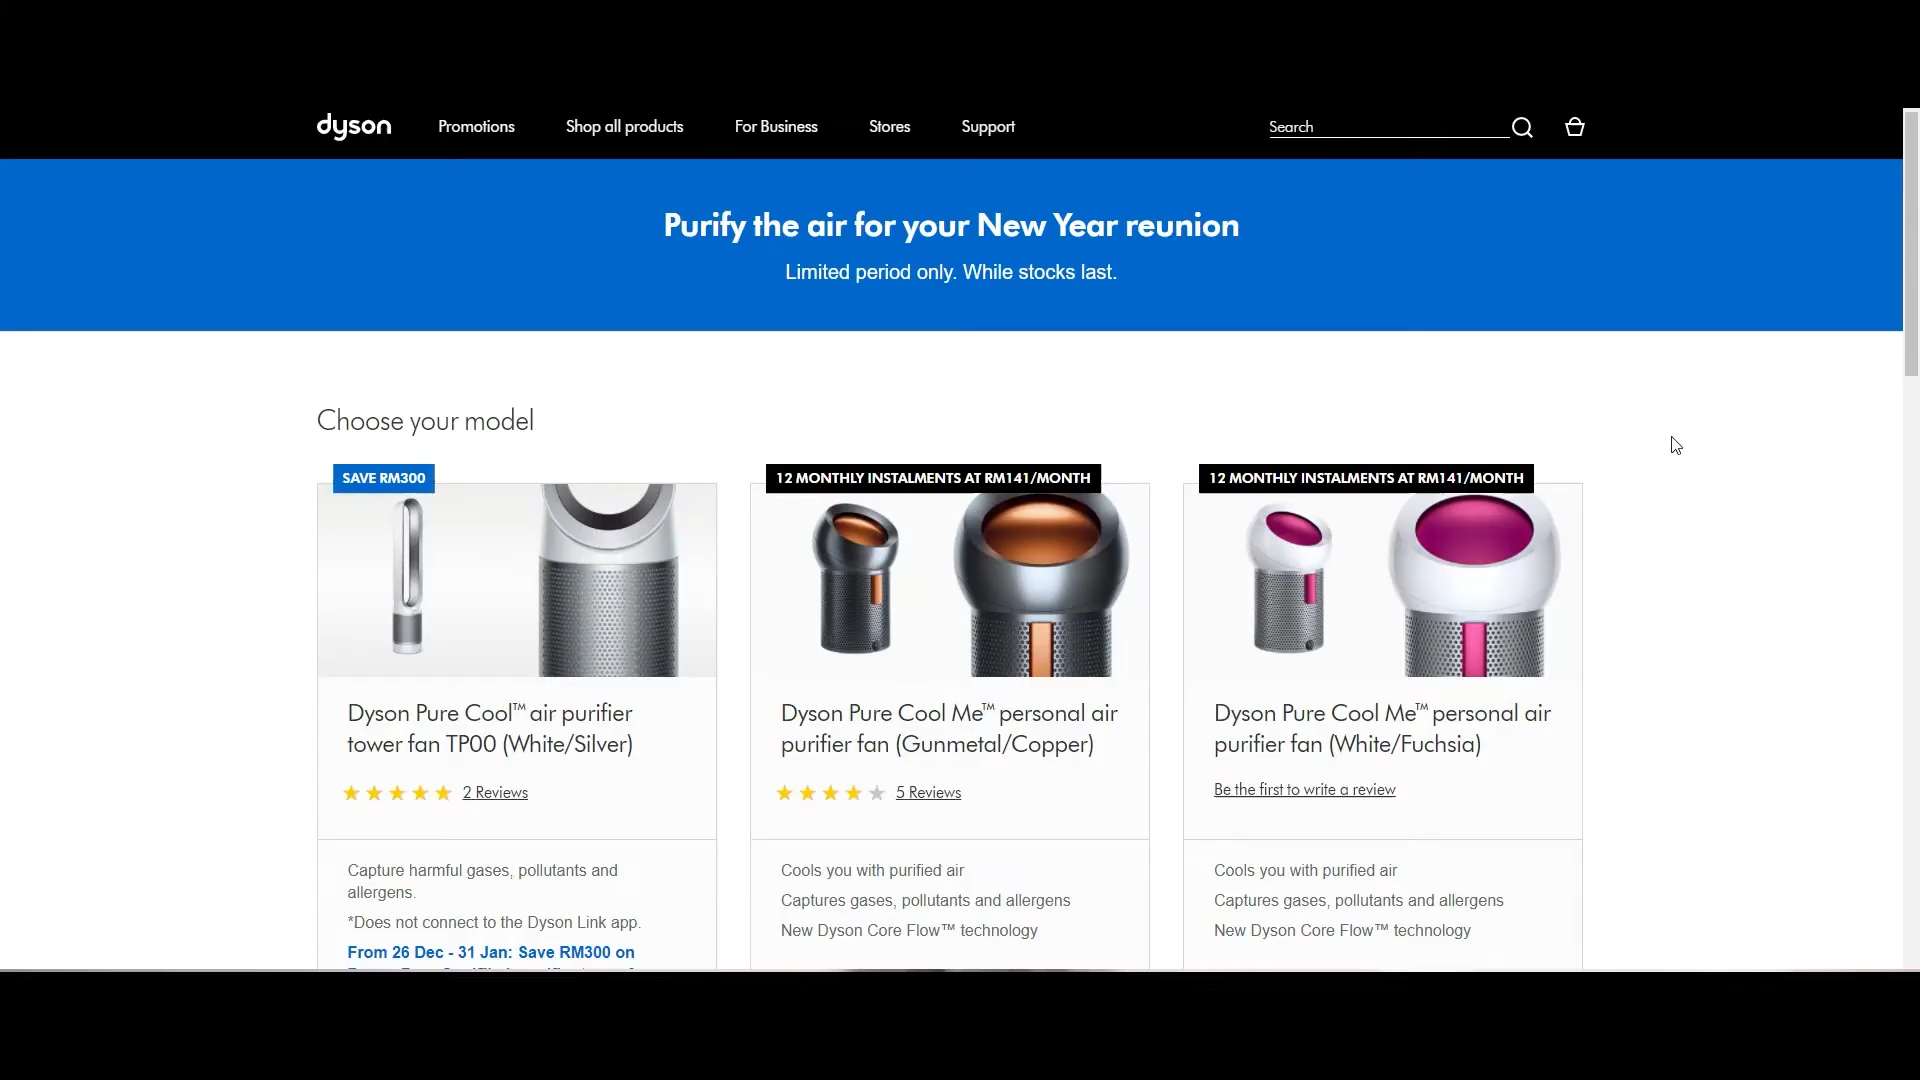 dyson
Promotions
Shop all products
For Business
Stores
Support
Search
Purify the air for your New Year reunion
Limited period only. While stocks last.
Choose your model
SAVE RM300
12 MONTHLY INSTALMENTS AT RM141/MONTH
12 MONTHLY INSTALMENTS AT RM141/MONTH
Dyson Pure Cool™ air purifier
tower fan TP00 (White/Silver)
2 Reviews
Capture harmful gases, pollutants and
allergens.
*Does not connect to the Dyson Link app.
From 26 Dec - 31 Jan: Save RM300 on
Dyson Pure Cool Me™ personal air
purifier fan (Gunmetal/Copper)
5 Reviews
Cools you with purified air
Captures gases, pollutants and allergens
New Dyson Core Flow™ technology
Dyson Pure Cool Me™ personal air
purifier fan (White/Fuchsia)
Be the first to write a review
Cools you with purified air
Captures gases, pollutants and allergens
New Dyson Core Flow™ technology